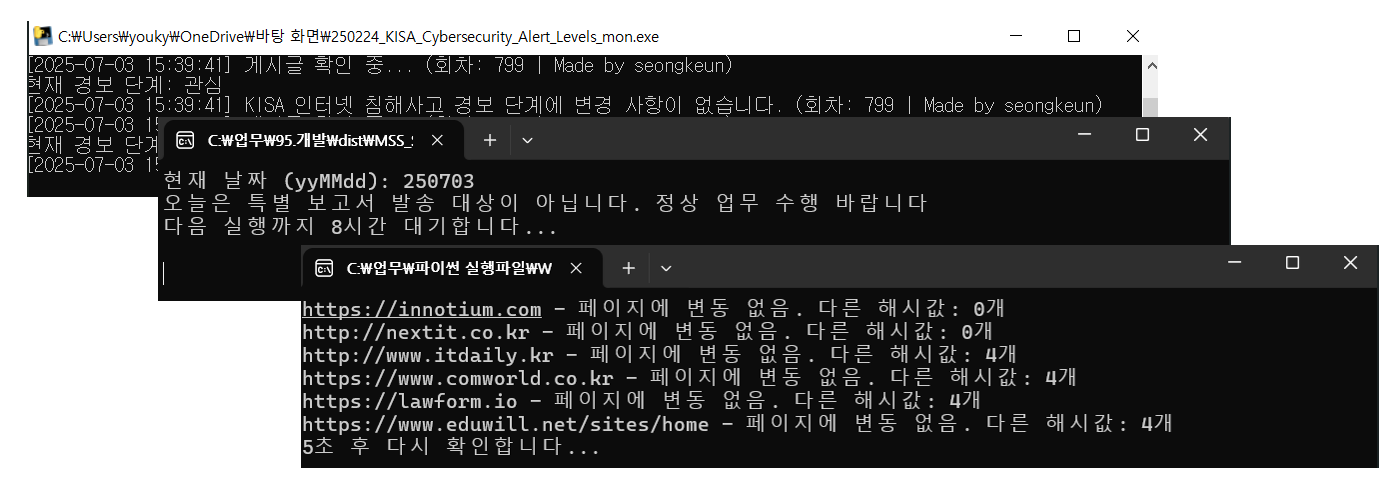 C:₩Users₩youky₩OneDrive₩바탕 화면₩250224_KISA_Cybersecurity_Alert_Levels_mon.exe
[2025-07-03 15:39:41] 게시글 확인 중... (회차: 799 | Made by seongkeun)
현재 경보 단계: 관심
[2025-07-03 15:39:41] KISA 인터넷 침해사고 경보 단계에 변경 사항이 없습니다. (회차: 799 | Made by seongkeun)
[2025-07-03 15
현재 경보 단계
[2025-07-03 15
C:₩업무₩95.개발₩dist₩MSS_
현재 날짜 (yyMMdd): 250703
오늘은 특별 보고서 발송 대상이 아닙니다. 정상 업무 수행 바랍니다
다음 실행까지 8시간 대기합니다...
C:₩업무₩파이썬 실행파일₩W
https://innotium.com - 페이지에 변동 없음. 다른 해시값: 0개
http://nextit.co.kr - 페이지에 변동 없음. 다른 해시값: 0개
http://www.itdaily.kr - 페이지에 변동 없음. 다른 해시값: 4개
https://www.comworld.co.kr - 페이지에 변동 없음. 다른 해시값: 4개
https://lawform.io - 페이지에 변동 없음. 다른 해시값: 4개
https://www.eduwill.net/sites/home - 페이지에 변동 없음. 다른 해시값: 4개
5초 후 다시 확인합니다...